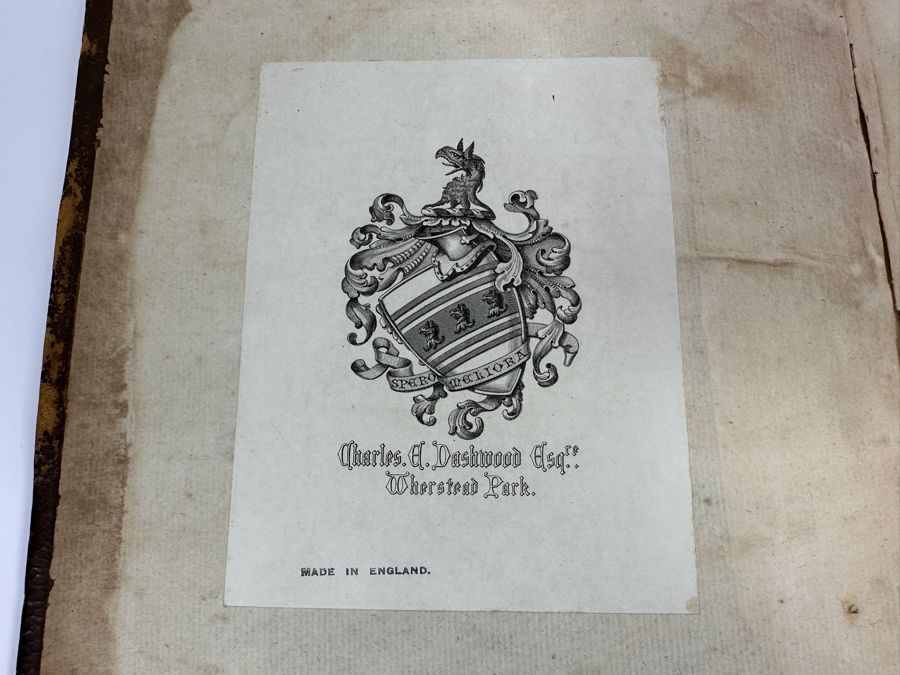 SPERO MELIORA
Charles. E. Dashwood Esqre.
Wherstead Park.
MADE IN ENGLAND.